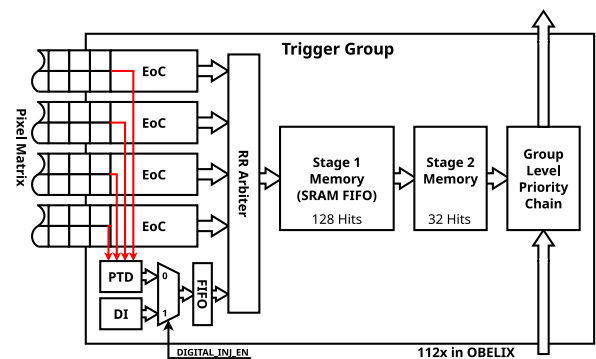 Trigger Group
Pixel Matrix
EoC
EoC
EoC
EoC
RR Arbiter
Stage 1
Memory
(SRAM FIFO)
128 Hits
Stage 2
Memory
32 Hits
Group
Level
Priority
Chain
PTD
DI
0
1
FIFO
DIGITAL_INJ_EN
112x in OBELIX